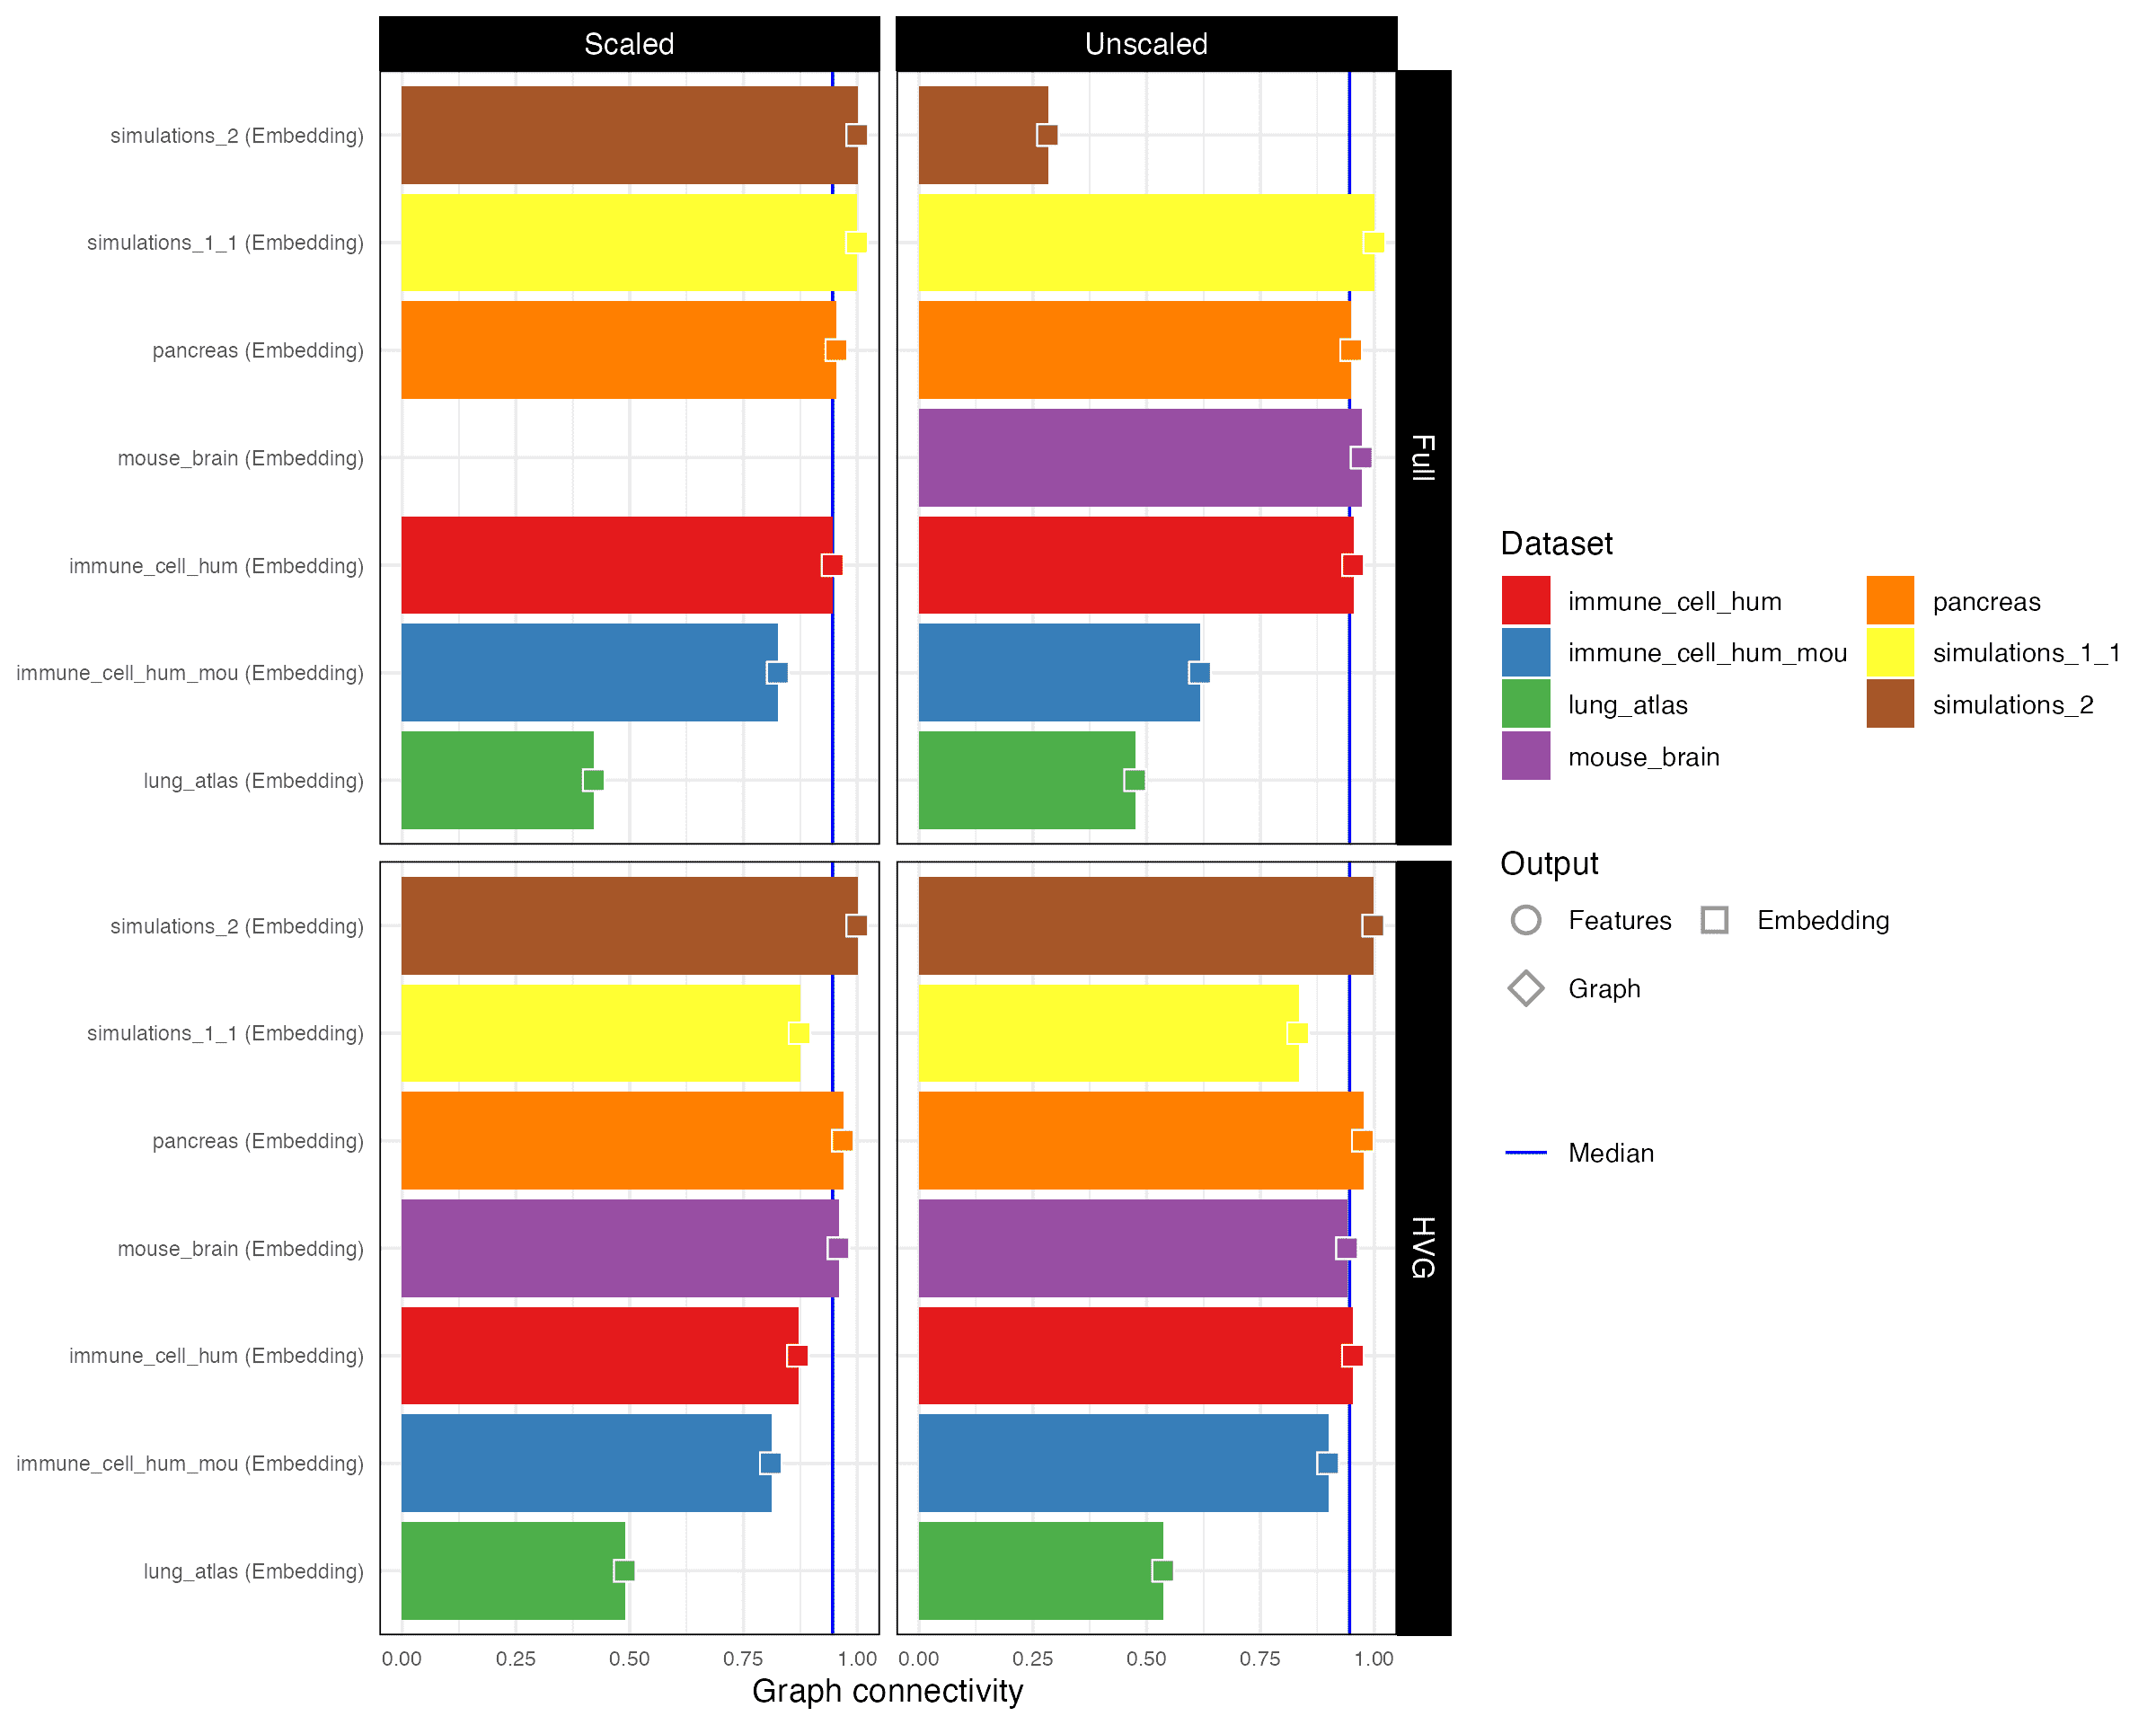 Scaled
Unscaled
simulations_2 (Embedding)
simulations_1_1 (Embedding)
pancreas (Embedding)
mouse_brain (Embedding)
immune_cell_hum (Embedding)
immune_cell_hum_mou (Embedding)
lung_atlas (Embedding)
Full
simulations_2 (Embedding)
simulations_1_1 (Embedding)
pancreas (Embedding)
mouse_brain (Embedding)
immune_cell_hum (Embedding)
immune_cell_hum_mou (Embedding)
lung_atlas (Embedding)
HVG
0.00 0.25 0.50 0.75 1.00
0.00 0.25 0.50 0.75 1.00
Graph connectivity
Dataset
immune_cell_hum
immune_cell_hum_mou
lung_atlas
mouse_brain
pancreas
simulations_1_1
simulations_2
Output
Features
Embedding
Graph
Median